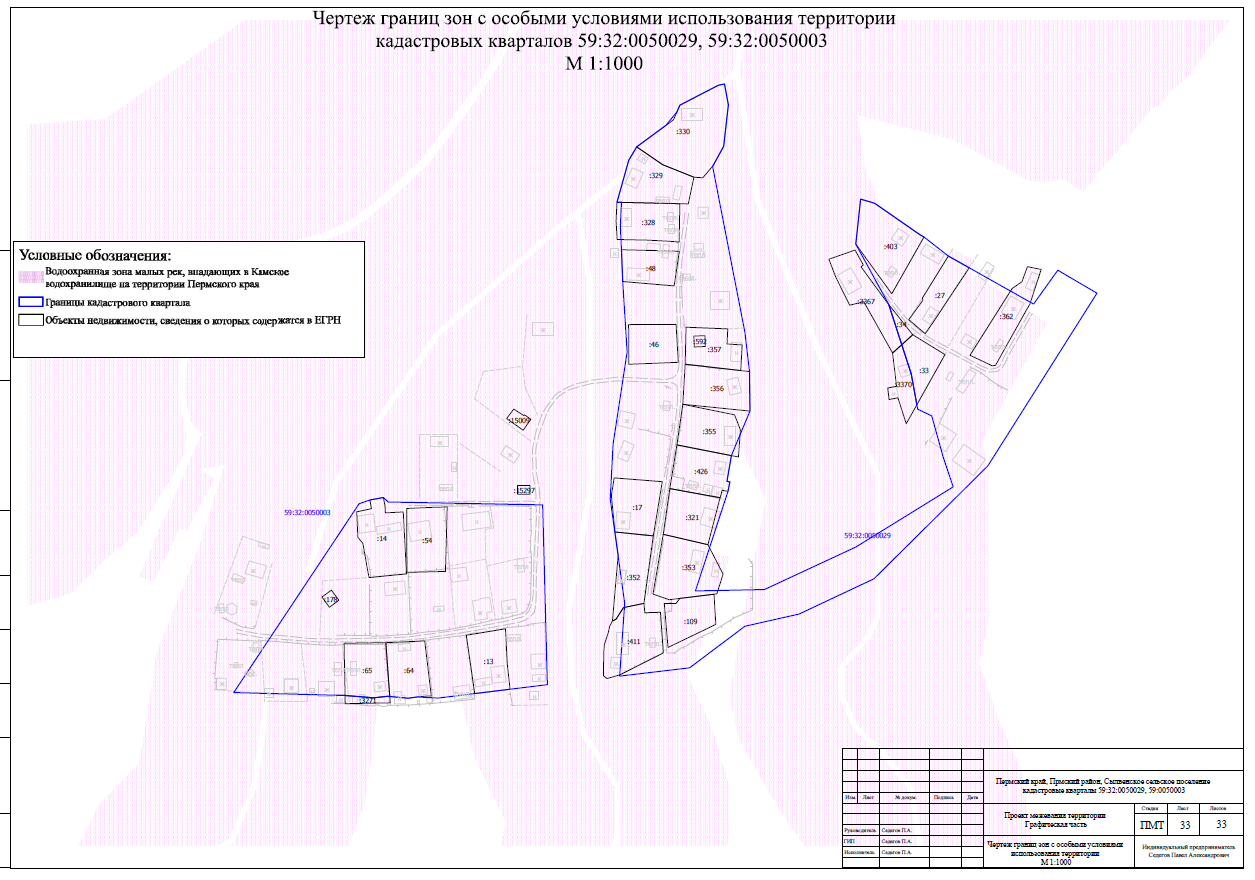 Чертеж границ зон с особыми условиями использования территории
кадастровых кварталов 59:32:0050029, 59:32:0050003
М 1:1000
:330
:329
:328
:48
:46
:592
:357
:356
:355
:426
:17
:321
:352
:353
:109
:411
:403
:3367
:27
:34
:362
:33
:3370
Условные обозначения:
Водоохранная зона малых рек, впадающих в Камское
водохранилище на территории Пермского края
Границы кадастрового квартала
Объекты недвижимости, сведения о которых содержатся в ЕГРН
:15009
:15297
59:32:0050003
59:32:0050029
:14
:54
:178
:65
:64
:13
:3271
Пермский край, Прмский район, Сылвенское сельское поселение
кадастровые кварталы 59:32:0050029, 59:0050003
Изм. Лист № докум. Подпись Дата
Проект межевания территории
Графическая часть
Стадия Лист Листов
ПМТ 33 33
Руководитель Седегов П.А.
ГИП Седегов П.А.
Исполнитель Седегов П.А.
Чертеж границ зон с особыми условиями
использования территории
М 1:1000
Индивидуальный предприниматель
Седегов Павел Александрович